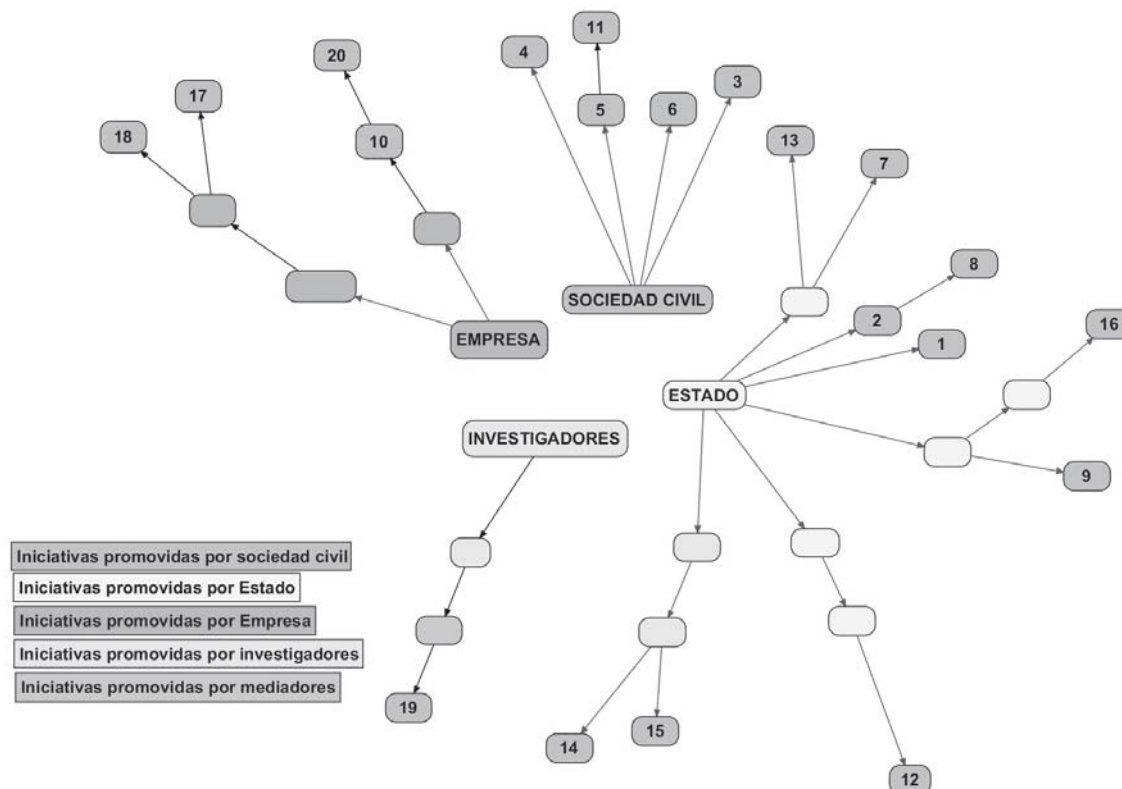 11
4
20
3
17
5
6
18
10
13
7
8
SOCIEDAD CIVIL
2
16
EMPRESA
1
ESTADO
INVESTIGADORES
9
Iniciativas promovidas por sociedad civil
Iniciativas promovidas por Estado
Iniciativas promovidas por Empresa
Iniciativas promovidas por investigadores
Iniciativas promovidas por mediadores
19
15
14
12